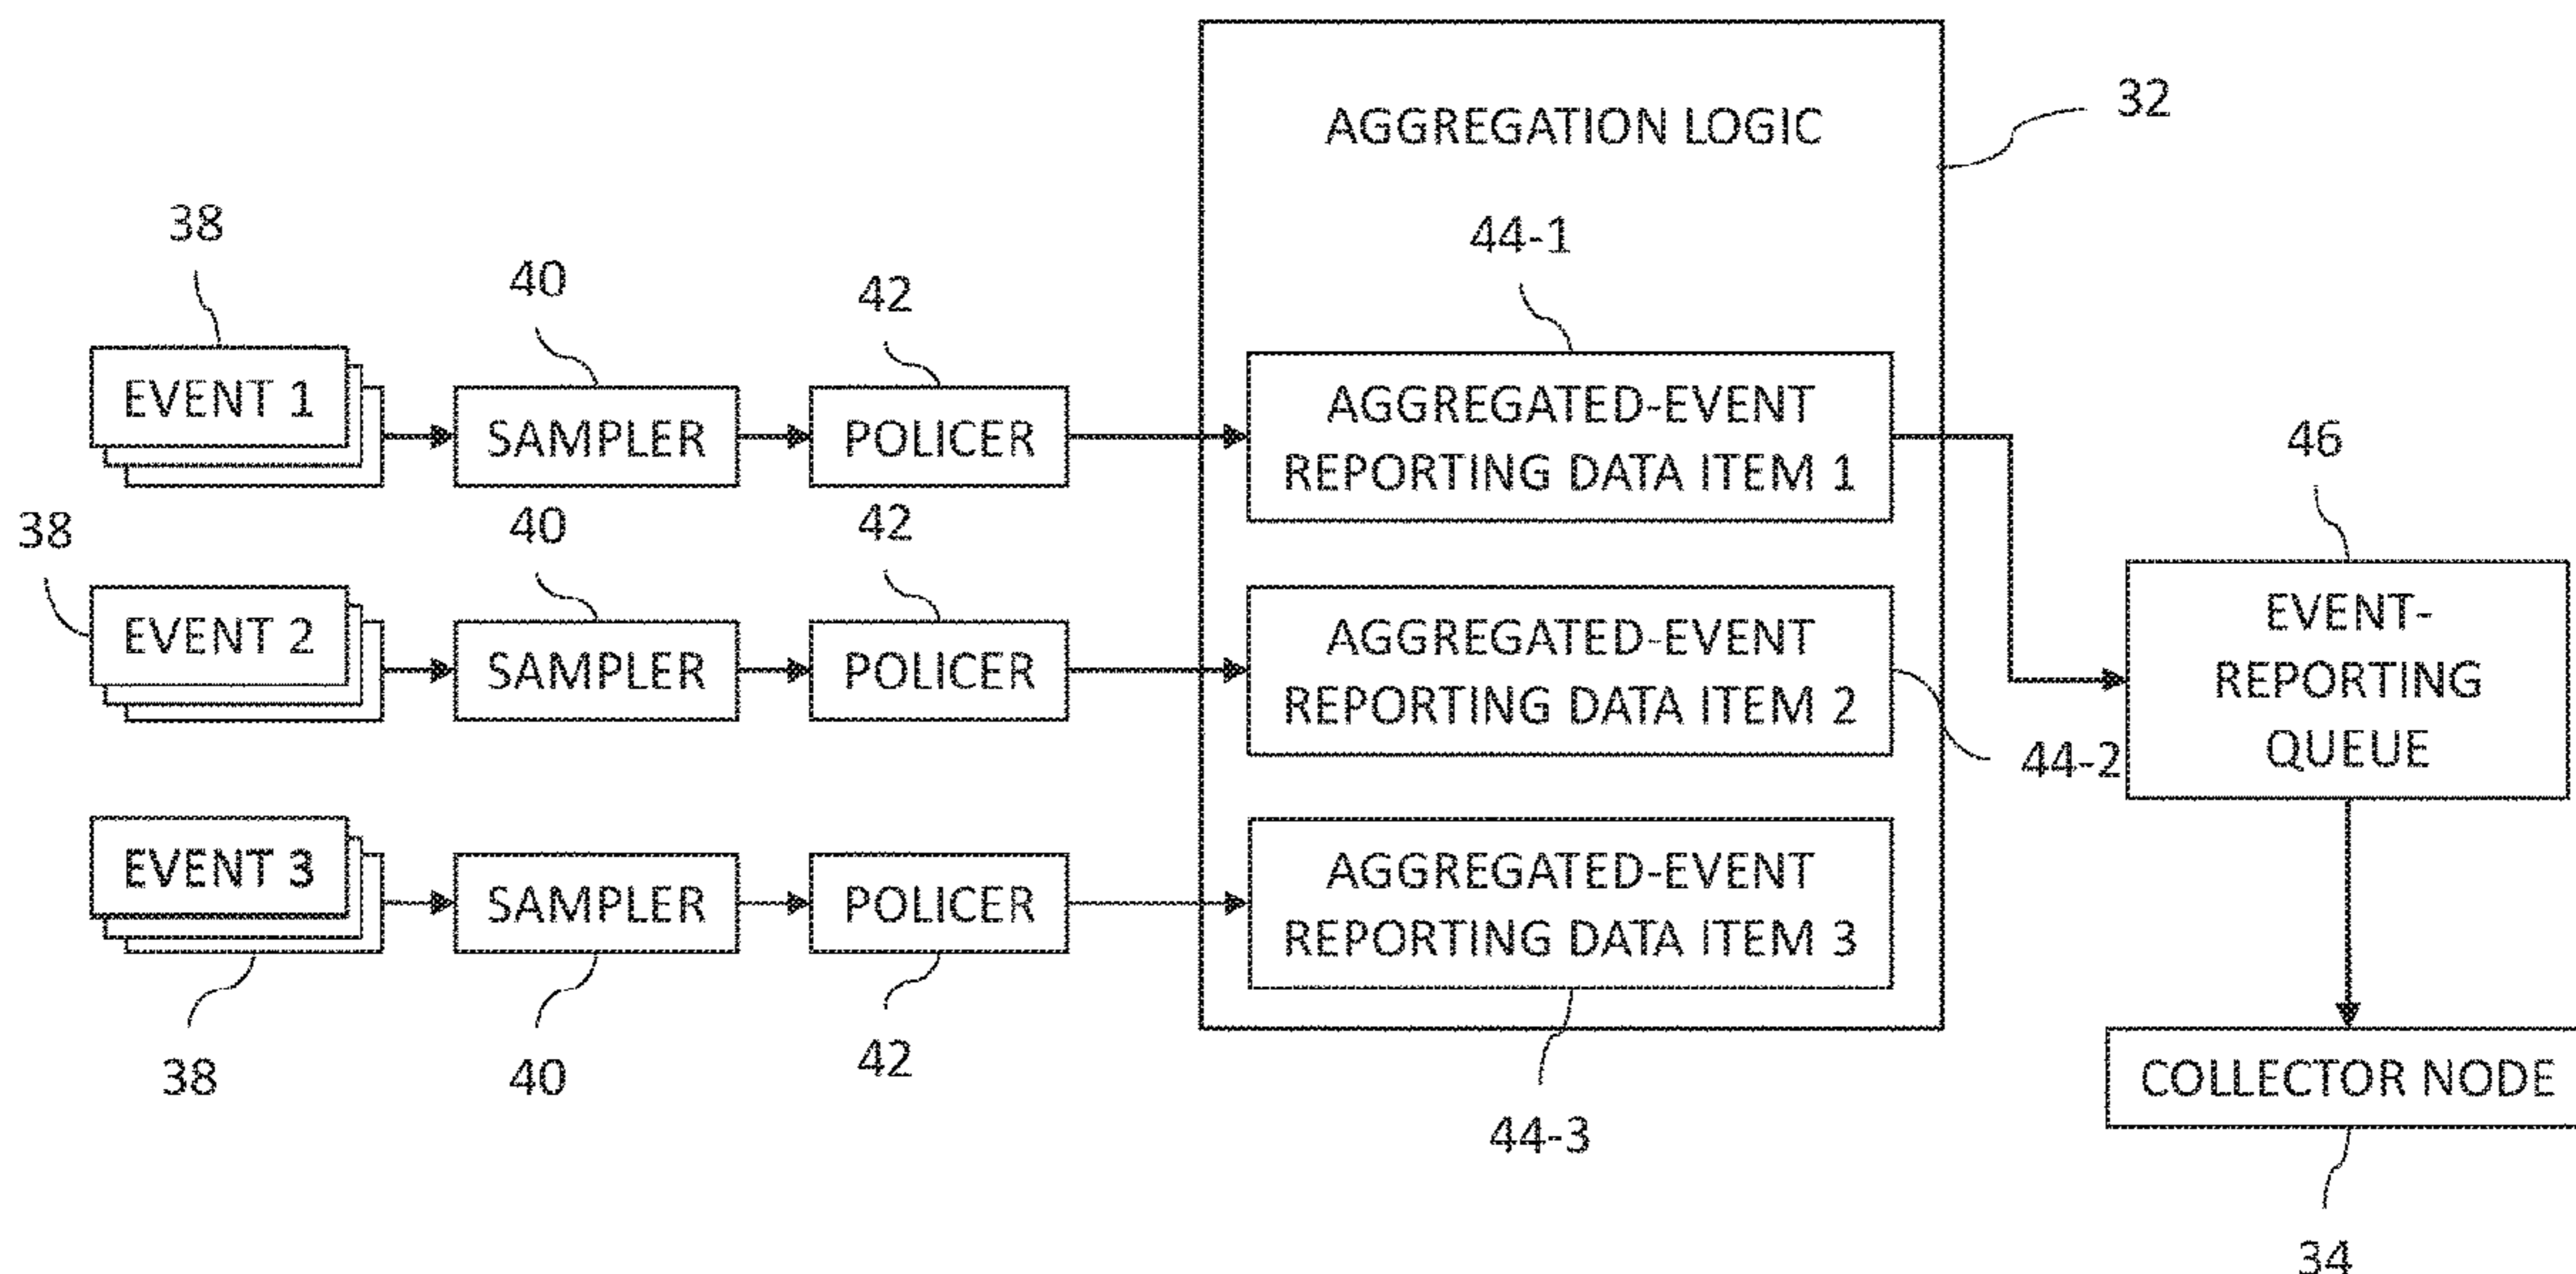 AGGREGATION LOGIC
32
38
40
42
44-1
EVENT 1
SAMPLER
POLICER
AGGREGATED-EVENT
REPORTING DATA ITEM 1
46
38
40
42
EVENT 2
SAMPLER
POLICER
AGGREGATED-EVENT
REPORTING DATA ITEM 2
44-2
EVENT-
REPORTING
QUEUE
EVENT 3
SAMPLER
POLICER
AGGREGATED-EVENT
REPORTING DATA ITEM 3
38
40
42
44-3
COLLECTOR NODE
34